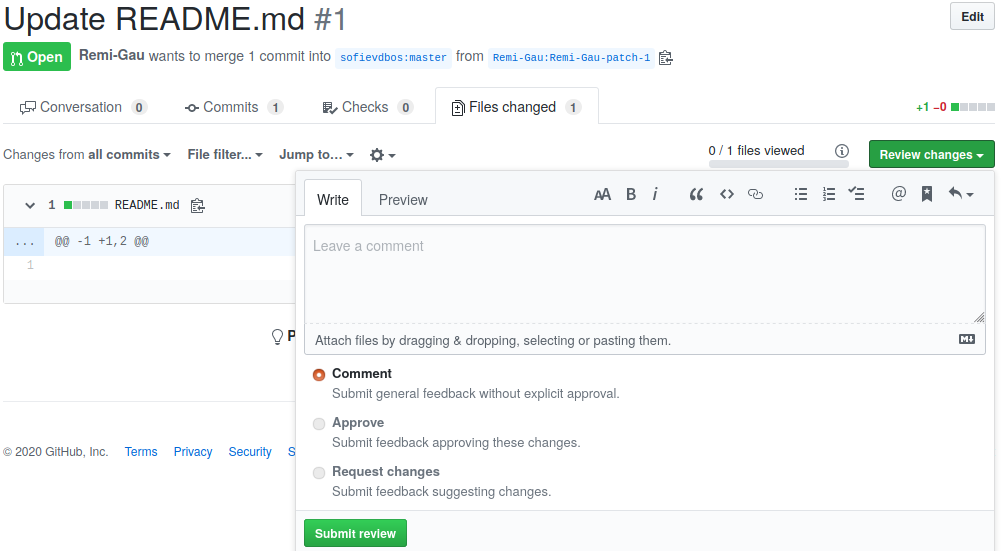 Update README.md #1
Edit
Open Remi-Gau wants to merge 1 commit into sofievdbos:master from Remi-Gau:Remi-Gau-patch-1
Conversation 0 Commits 1 Checks 0 Files changed 1 +1 −0
Changes from all commits File filter... Jump to... 0 / 1 files viewed Review changes
1 README.md
Write Preview AA B i @
... @@ -1 +1,2 @@
1
Leave a comment
P
Attach files by dragging & dropping, selecting or pasting them.
Comment
Submit general feedback without explicit approval.
Approve
Submit feedback approving these changes.
© 2020 GitHub, Inc. Terms Privacy Security S
Request changes
Submit feedback suggesting changes.
Submit review